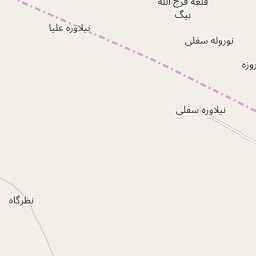 قلعه فرج الله
بیگ
نیلاوره علیا
نوروله سفلی
روزه
نیلاوره سفلی
نظرگاه